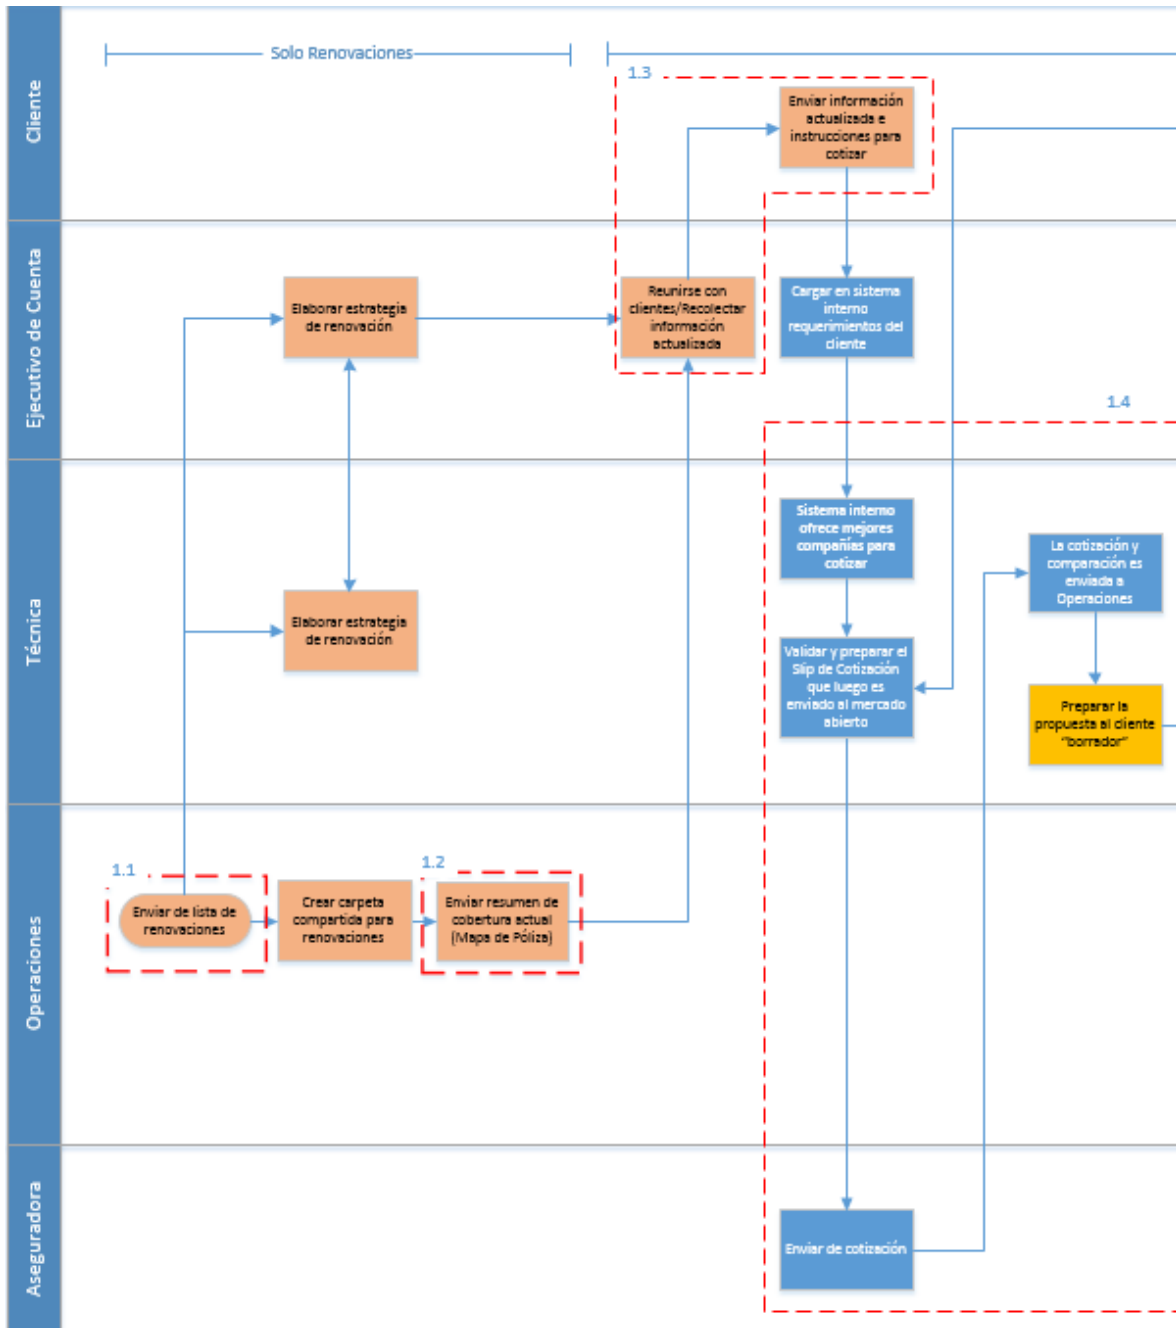 Solo Renovaciones
Cliente
1.3
Enviar información
actualizada e
instrucciones para
cotizar
Ejecutivo de Cuenta
Elaborar estrategia
de renovación
Reunirse con
clientes/Recolectar
información
actualizada
Cargar en sistema
interno
requerimientos del
cliente
1.4
Técnica
Sistema interno
ofrece mejores
compañías para
cotizar
La cotización y
comparación es
enviada a
Operaciones
Elaborar estrategia
de renovación
Validar y preparar el
Slip de Cotización
que luego es
enviado al mercado
abierto
Preparar la
propuesta al cliente
“borrador”
Operaciones
1.1
Enviar de lista de
renovaciones
Crear carpeta
compartida para
renovaciones
1.2
Enviar resumen de
cobertura actual
(Mapa de Póliza)
Aseguradora
Enviar de cotización